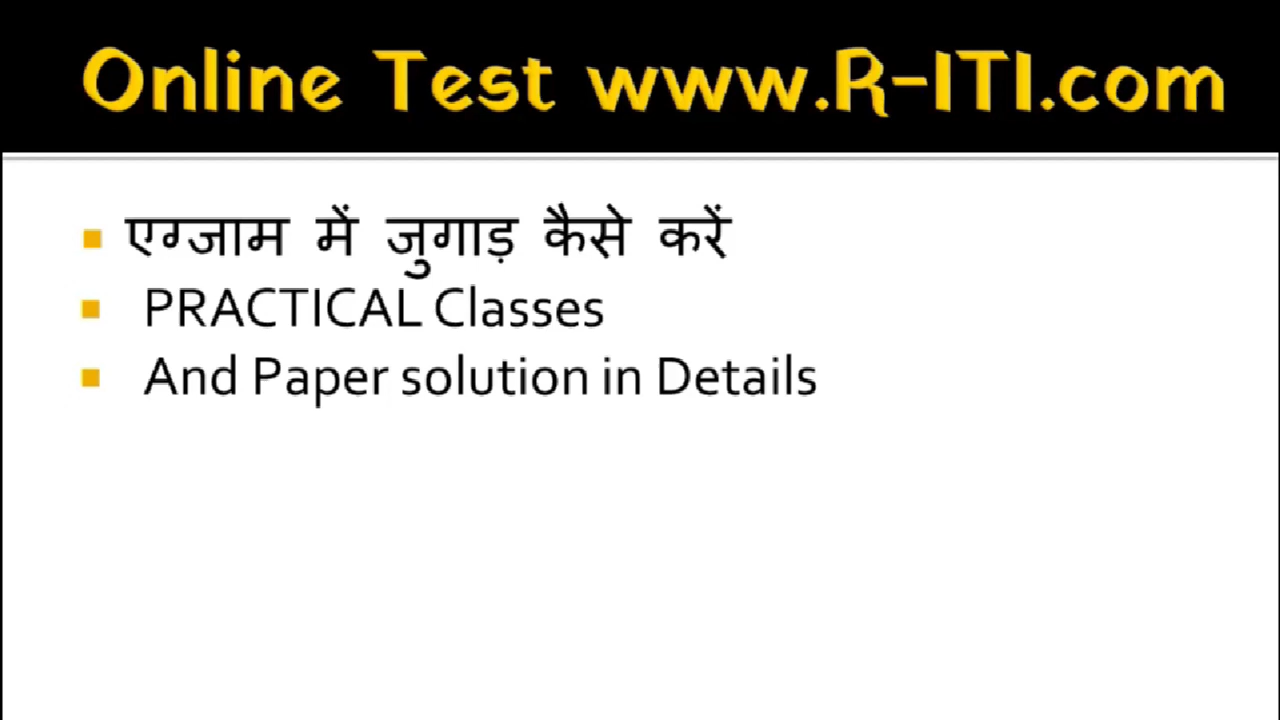 Online Test www.R-ITI.com
एग्जाम में जुगाड़ कैसे करें
PRACTICAL Classes
And Paper solution in Details